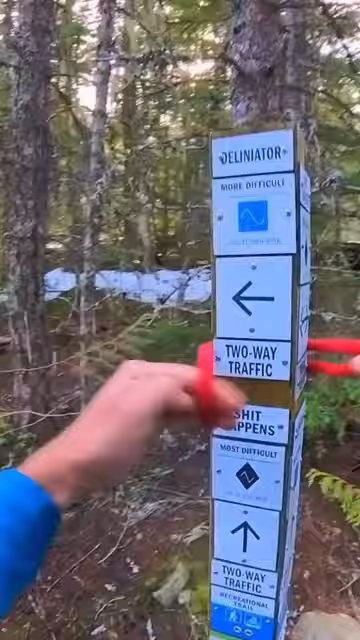 DELINIATOR
MORE DIFFICULT
TWO-WAY
TRAFFIC
SHIT
HAPPENS
MOST DIFFICULT
TWO-WAY
TRAFFIC
RECREATIONAL
TRAIL